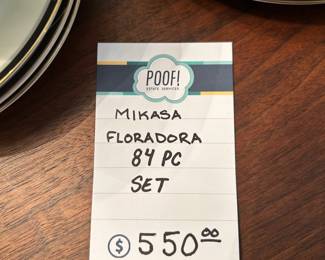 POOF!
ESTATE SERVICES
MIKASA
FLORADORA
84 PC
SET
$ 550.00